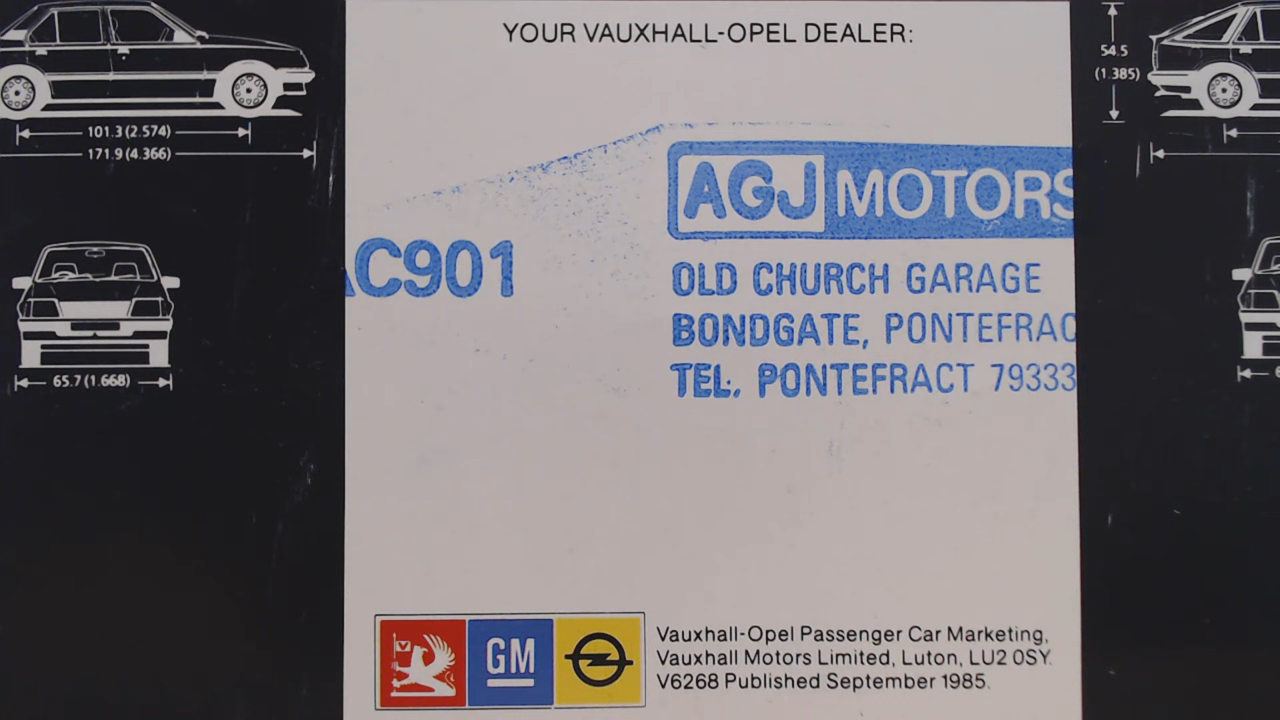 YOUR VAUXHALL-OPEL DEALER:
54.5
(1.385)
101.3 (2.574)
171.9 (4.366)
AGJ MOTORS
C901
OLD CHURCH GARAGE
BONDGATE, PONTEFRAC
TEL. PONTEFRACT 79333
65.7 (1.668)
GM
Vauxhall-Opel Passenger Car Marketing,
Vauxhall Motors Limited, Luton, LU2 0SY.
V6268 Published September 1985.